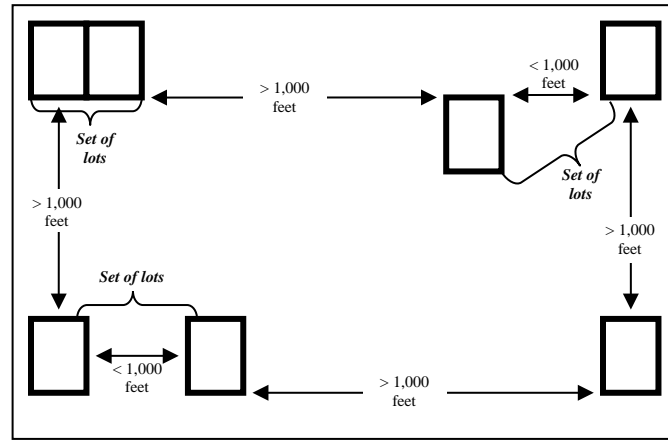 < 1,000
feet
> 1,000
feet
Set of
lots
Set of
lots
> 1,000
feet
> 1,000
feet
Set of lots
< 1,000
feet
> 1,000
feet